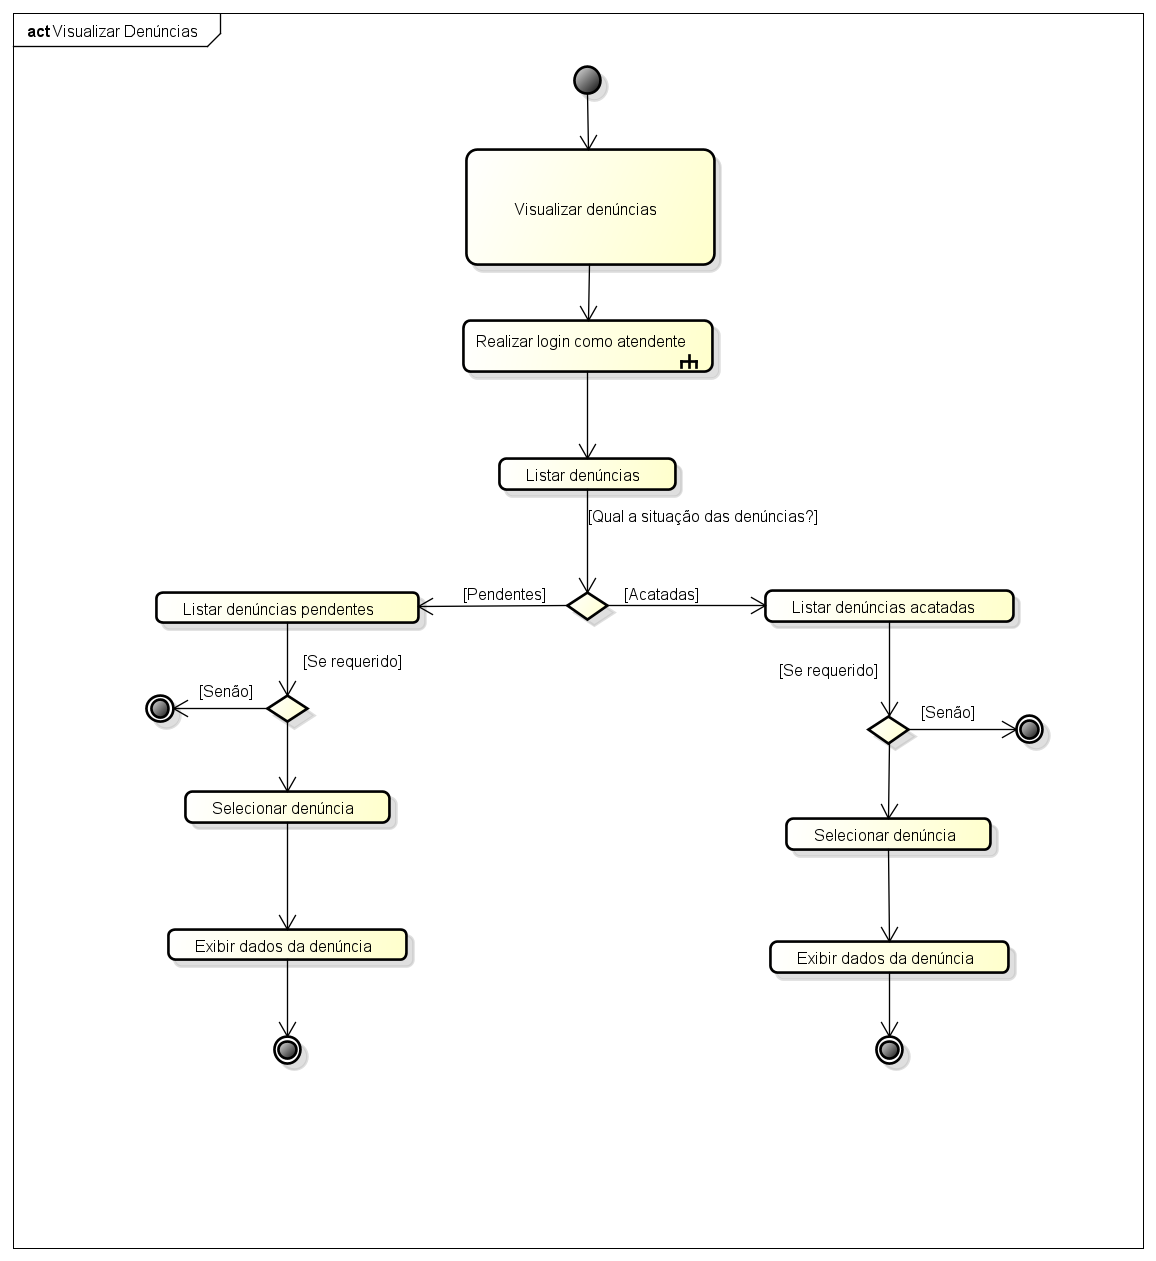 act Visualizar Denúncias
Visualizar denúncias
Realizar login como atendente
Listar denúncias
[Qual a situação das denúncias?]
[Pendentes]
[Acatadas]
Listar denúncias pendentes
Listar denúncias acatadas
[Se requerido]
[Se requerido]
[Senão]
[Senão]
Selecionar denúncia
Selecionar denúncia
Exibir dados da denúncia
Exibir dados da denúncia